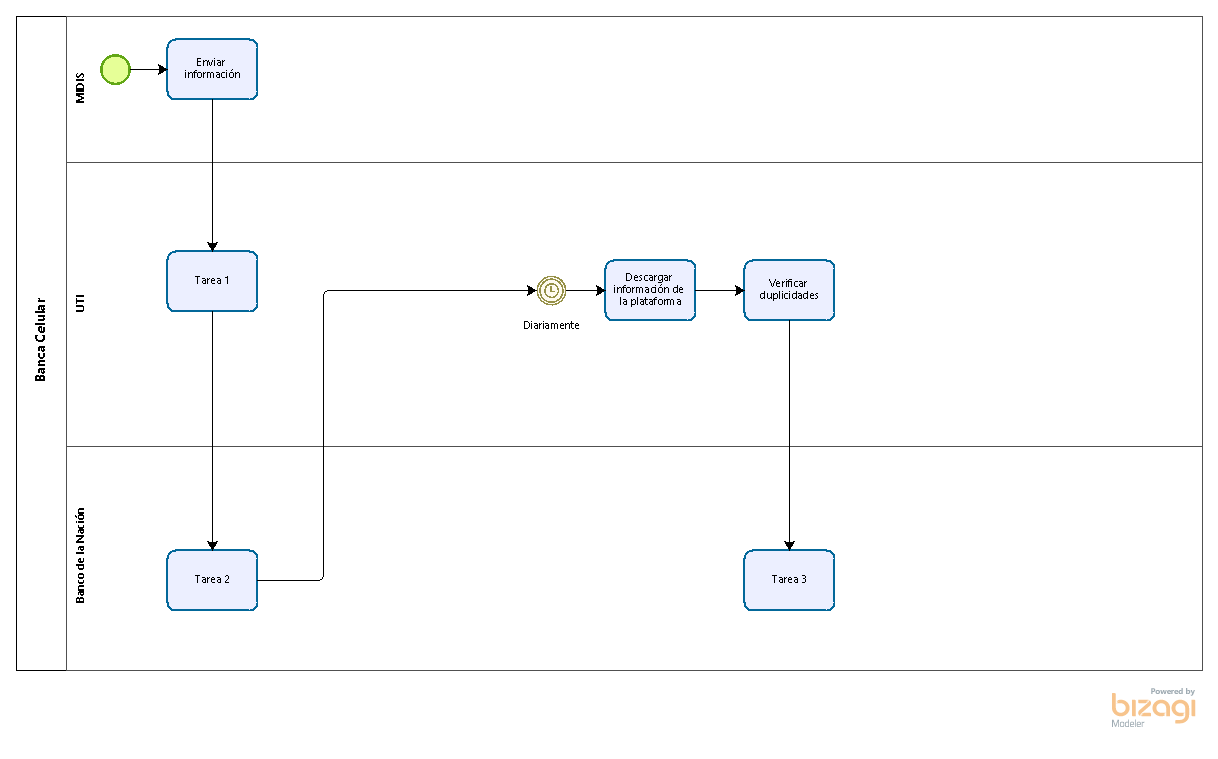 Banca Celular
MIDIS
Enviar
información
UTI
Tarea 1
Diariamente
Descargar
información de
la plataforma
Verificar
duplicidades
Banco de la Nación
Tarea 2
Tarea 3
Powered by
bizagi
Modeler